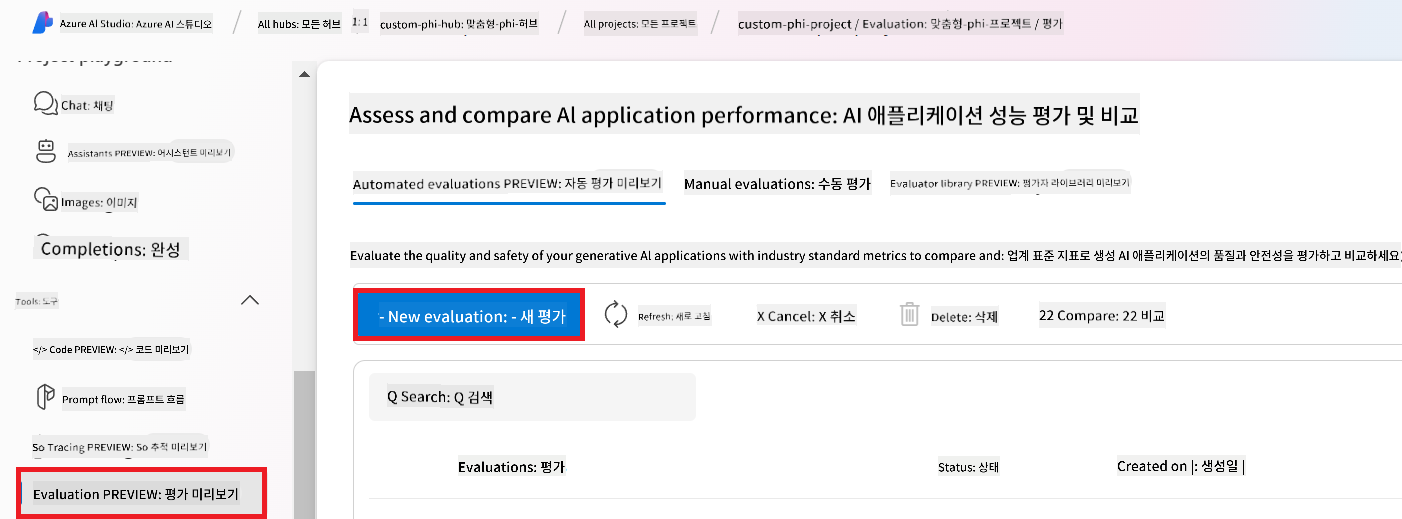 Azure AI Studio: Azure AI 스튜디오 / All hubs: 모든 허브 1: 1 custom-phi-hub: 맞춤형-phi-허브 / All projects: 모든 프로젝트 / custom-phi-project / Evaluation: 맞춤형-phi-프로젝트 / 평가
Project playground
Chat: 채팅
Assistants PREVIEW: 어시스턴트 미리보기
Images: 이미지
Completions: 완성
Tools: 도구
</> Code PREVIEW: </> 코드 미리보기
Prompt flow: 프롬프트 흐름
So Tracing PREVIEW: So 추적 미리보기
Evaluation PREVIEW: 평가 미리보기
Assess and compare Al application performance: AI 애플리케이션 성능 평가 및 비교
Automated evaluations PREVIEW: 자동 평가 미리보기 Manual evaluations: 수동 평가 Evaluator library PREVIEW: 평가자 라이브러리 미리보기
Evaluate the quality and safety of your generative Al applications with industry standard metrics to compare and: 업계 표준 지표로 생성 AI 애플리케이션의 품질과 안전성을 평가하고 비교하세요
- New evaluation: - 새 평가 Refresh: 새로 고침 X Cancel: X 취소 Delete: 삭제 22 Compare: 22 비교
Q Search: Q 검색
Evaluations: 평가 Status: 상태 Created on |: 생성일 |